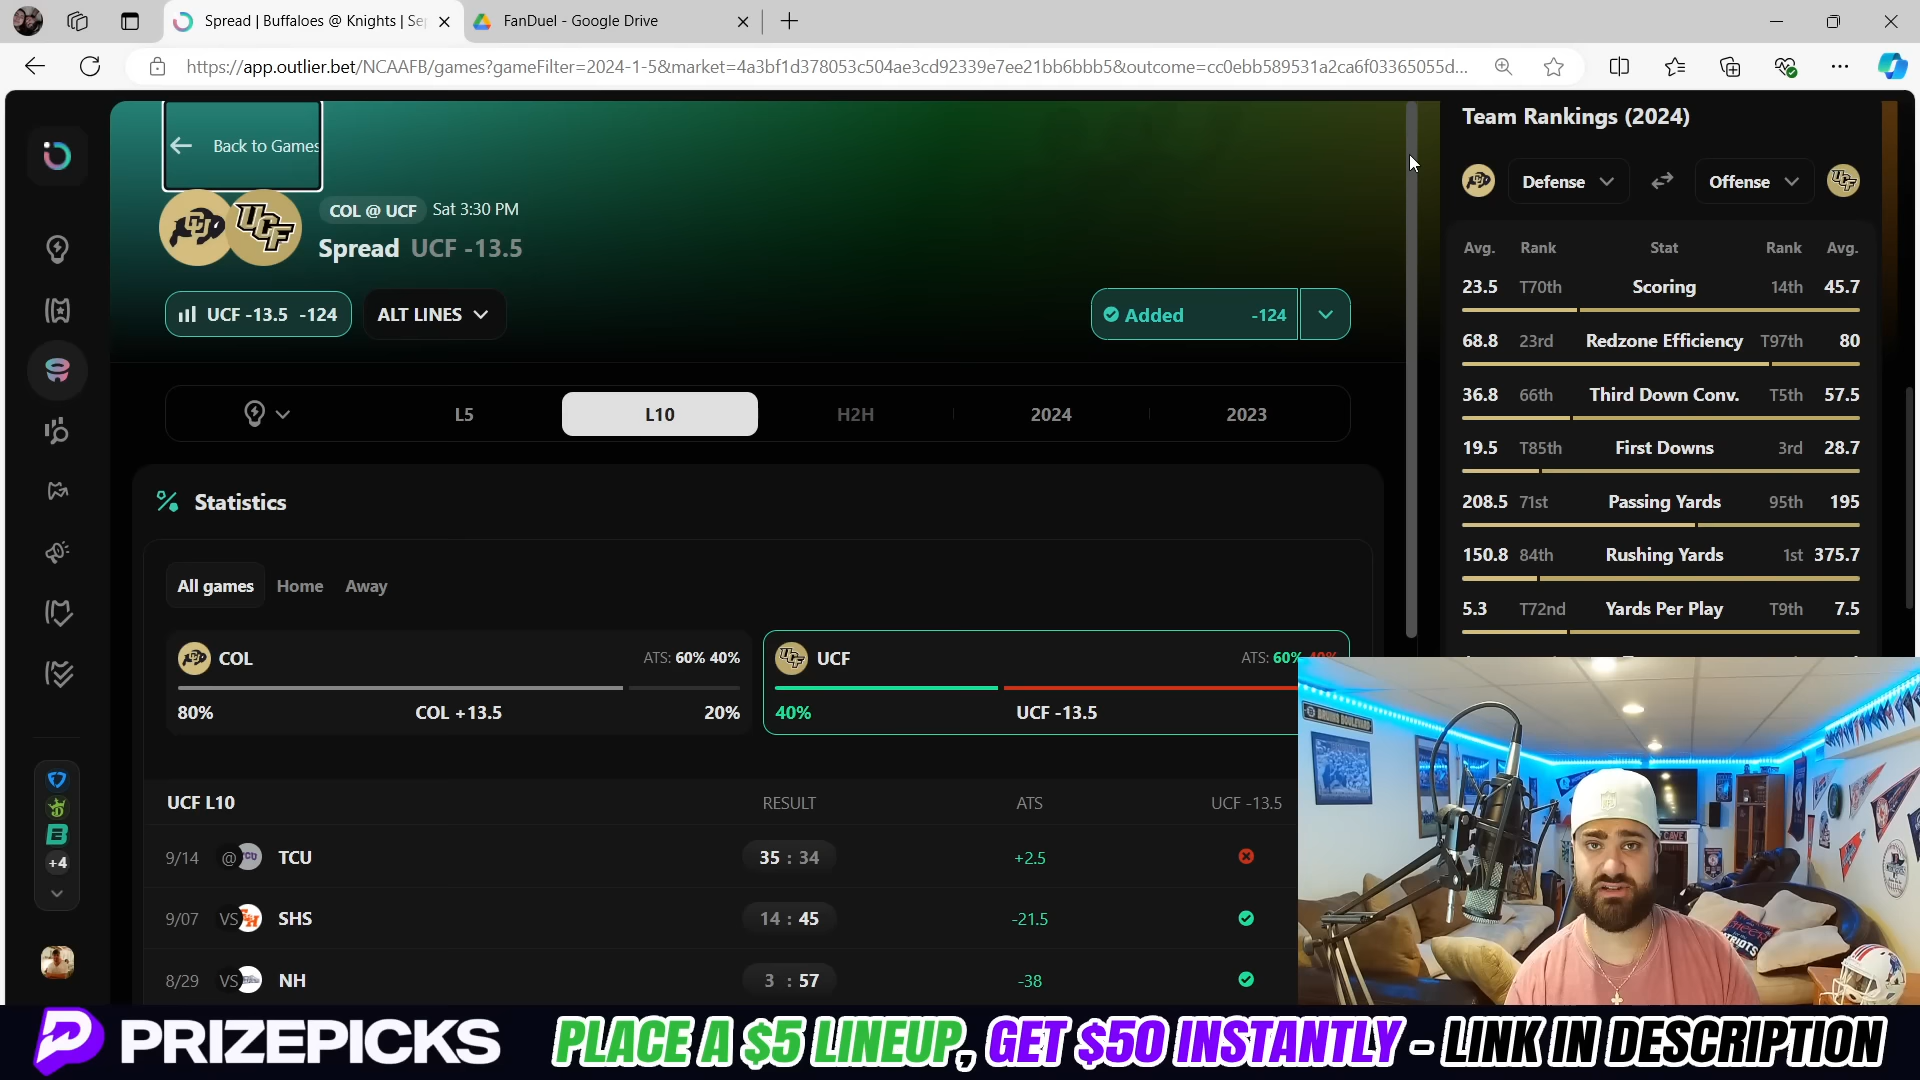 Spread | Buffaloes @ Knights | Se
FanDuel - Google Drive
https://app.outlier.bet/NCAAFB/games?gameFilter=2024-1-5&market=4a3bf1d378053c504ae3cd92339e7ee21bb6bbb5&outcome=cc0ebb589531a2ca6f03365055d...
Back to Games
COL @ UCF Sat 3:30 PM
Spread UCF -13.5
UCF -13.5 -124
ALT LINES
Added -124
L5 L10 H2H 2024 2023
Statistics
All games Home Away
COL ATS: 60% 40%
80% COL +13.5 20%
UCF ATS: 60% 40%
40% UCF -13.5
UCF L10 RESULT ATS UCF -13.5
9/14 @ TCU 35 : 34 +2.5
9/07 VS SHS 14 : 45 -21.5
8/29 VS NH 3 : 57 -38
+4
Team Rankings (2024)
Defense Offense
Avg. Rank Stat Rank Avg.
23.5 T70th Scoring 14th 45.7
68.8 23rd Redzone Efficiency T97th 80
36.8 66th Third Down Conv. T5th 57.5
19.5 T85th First Downs 3rd 28.7
208.5 71st Passing Yards 95th 195
150.8 84th Rushing Yards 1st 375.7
5.3 T72nd Yards Per Play T9th 7.5
BRUINS BOULEVARD
PATRIOTS
PRIZEPICKS
PLACE A $5 LINEUP, GET $50 INSTANTLY - LINK IN DESCRIPTION